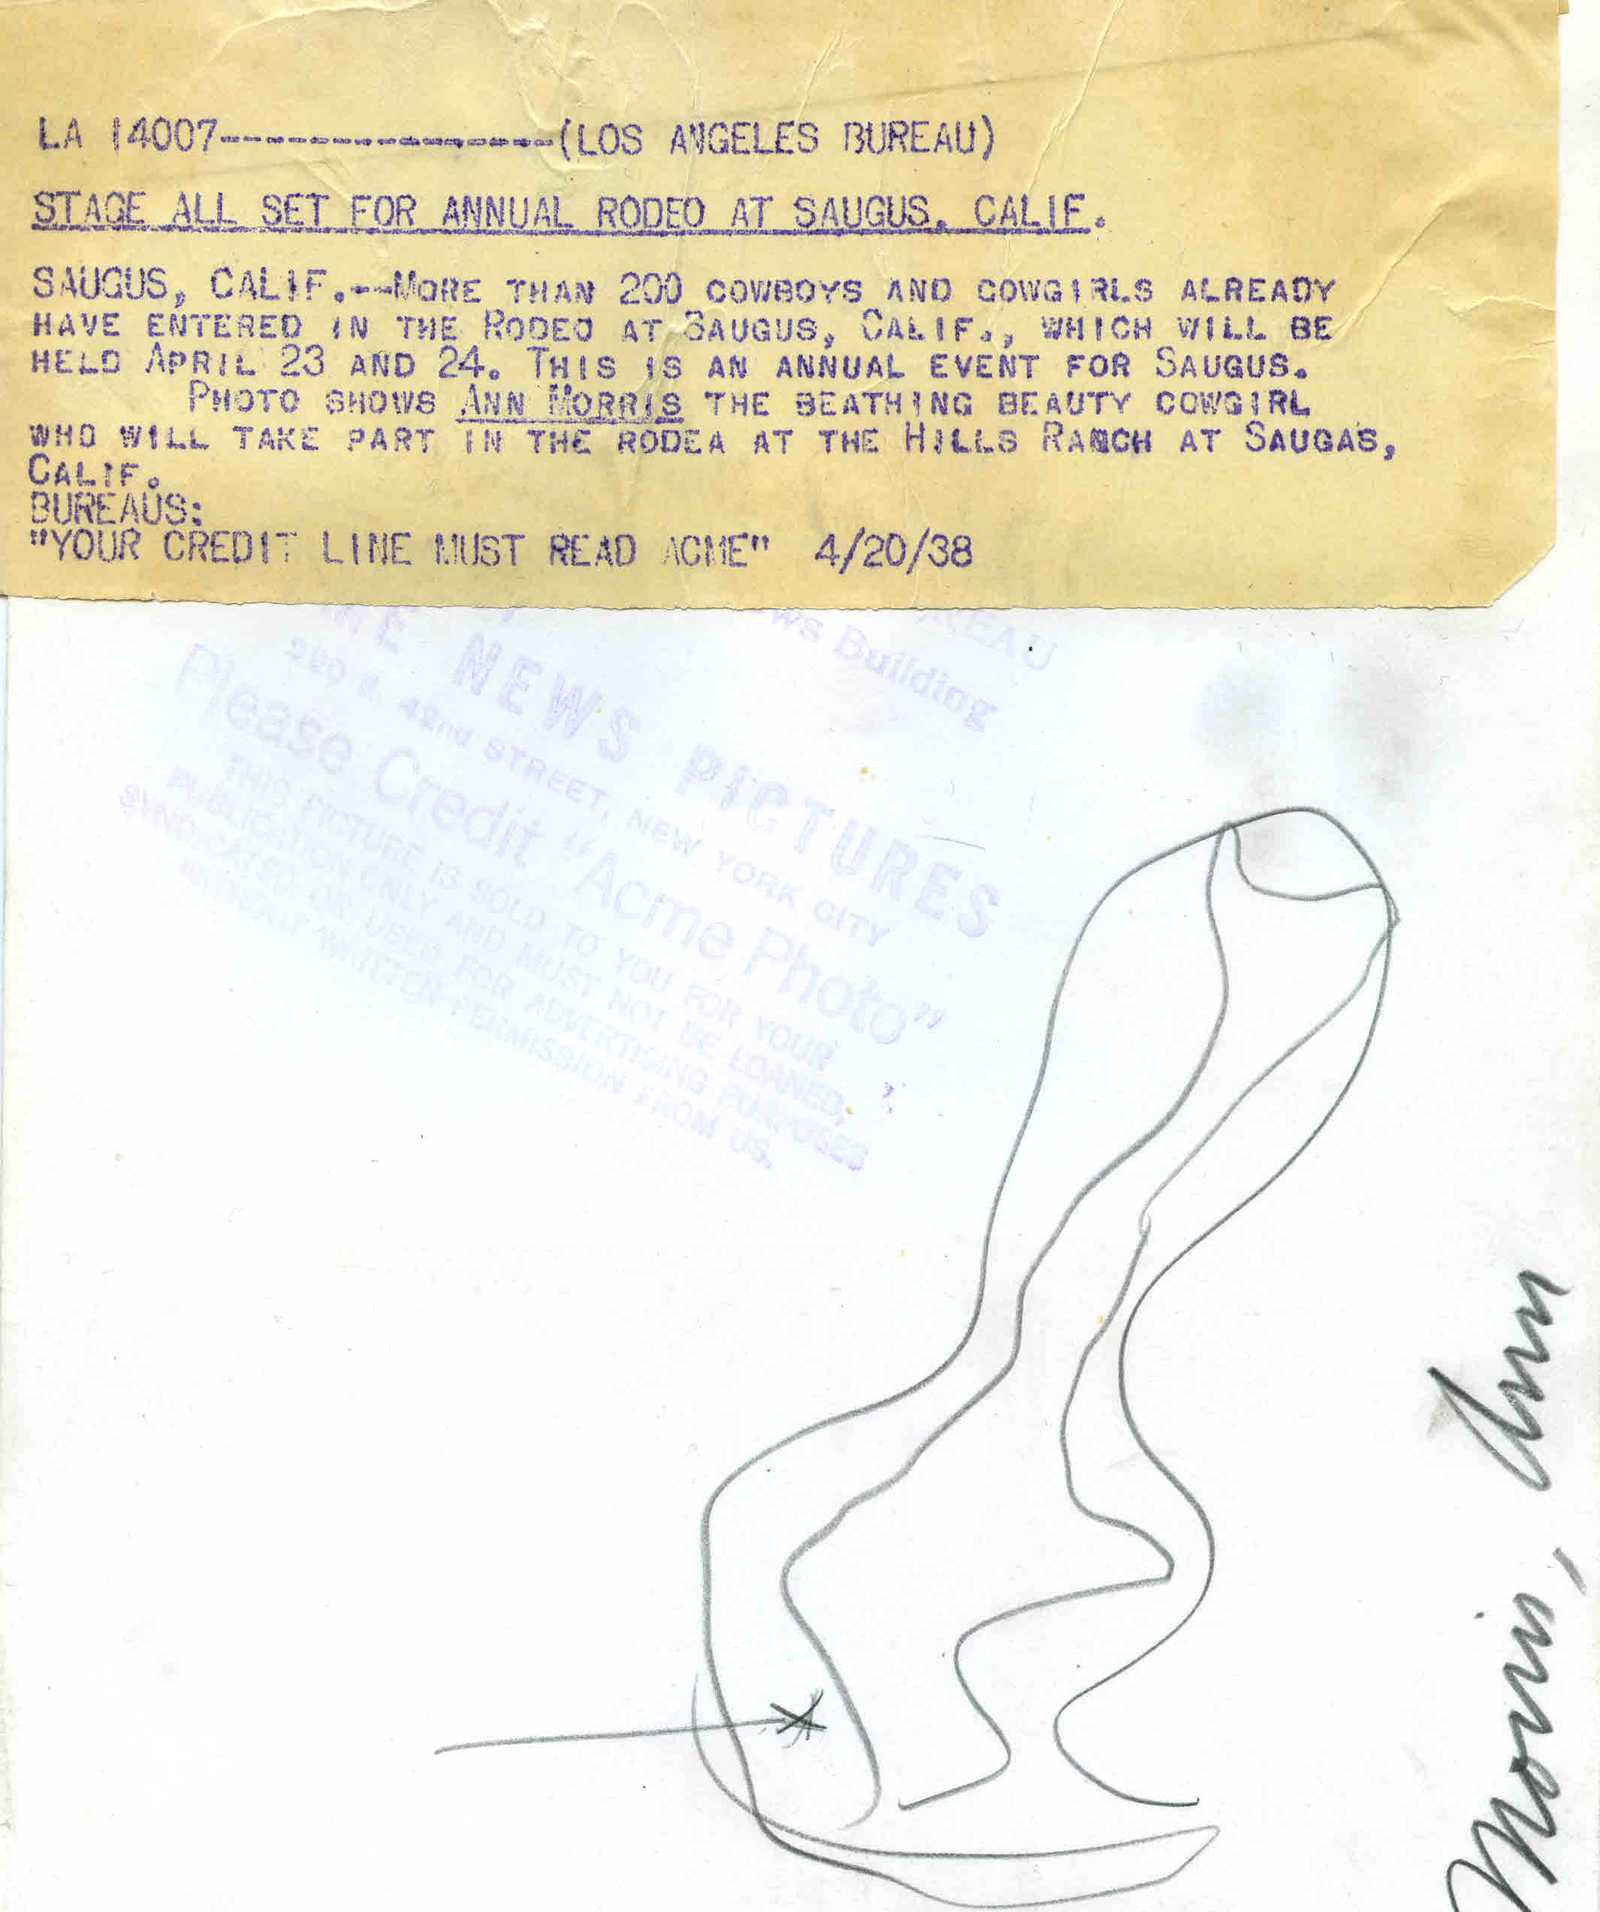 LA 14007-----------------(LOS ANGELES BUREAU)
STAGE ALL SET FOR ANNUAL RODEO AT SAUGUS, CALIF.
SAUGUS, CALIF.--MORE THAN 200 COWBOYS AND COWGIRLS ALREADY
HAVE ENTERED IN THE RODEO AT SAUGUS, CALIF., WHICH WILL BE
HELD APRIL 23 AND 24. THIS IS AN ANNUAL EVENT FOR SAUGUS.
PHOTO SHOWS ANN MORRIS THE BEATHING BEAUTY COWGIRL
WHO WILL TAKE PART IN THE RODEA AT THE HILLS RANCH AT SAUGAS,
CALIF.
BUREAUS:
"YOUR CREDIT LINE MUST READ ACME" 4/20/38
Building
NEWS PICTURES
220 E. 42nd STREET, NEW YORK CITY
Please Credit "Acme Photo"
THIS PICTURE IS SOLD TO YOU FOR YOUR
PUBLICATION ONLY AND MUST NOT BE LOANED,
SYNDICATED OR USED FOR ADVERTISING PURPOSES
WITHOUT WRITTEN PERMISSION FROM US.
Morris, Ann